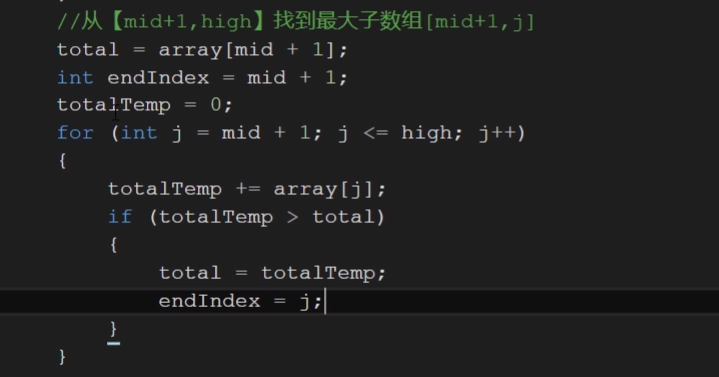 //从【mid+1,high】找到最大子数组[mid+1,j]
total = array[mid + 1];
int endIndex = mid + 1;
totalTemp = 0;
for (int j = mid + 1; j <= high; j++)
{
totalTemp += array[j];
if (totalTemp > total)
{
total = totalTemp;
endIndex = j;
}
}